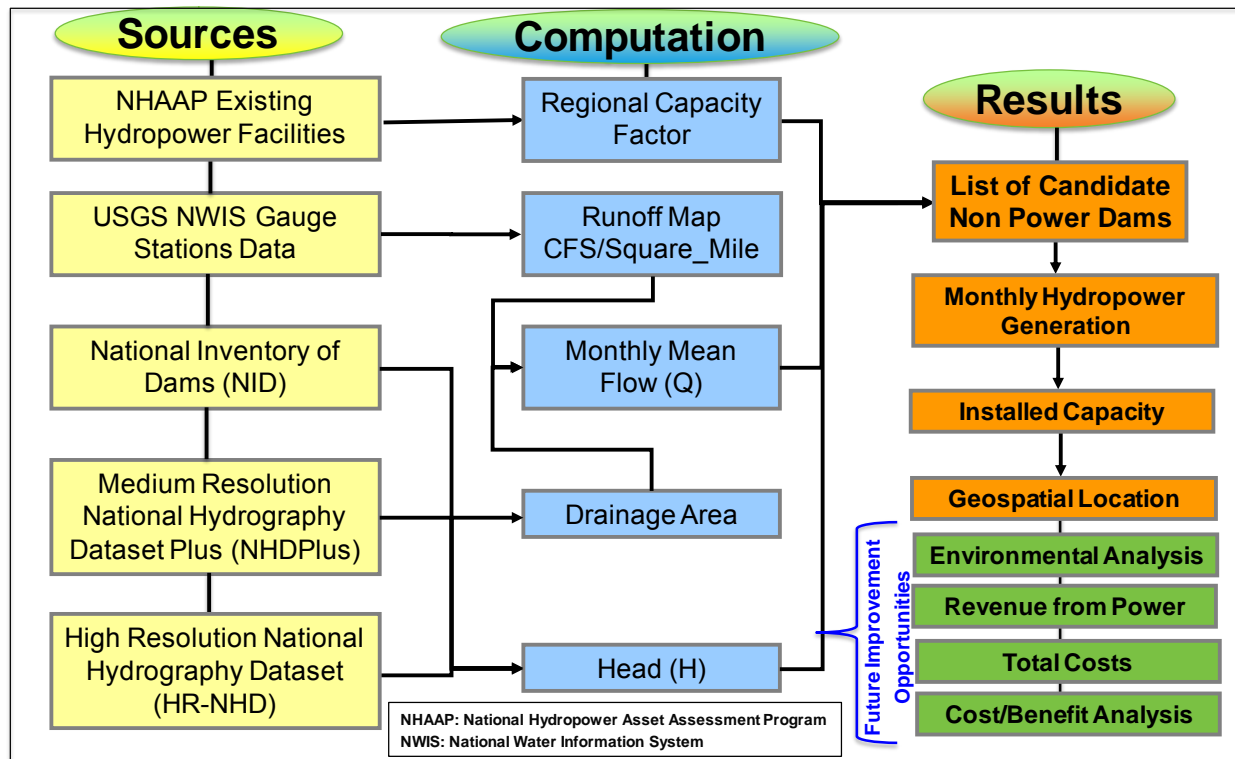 Sources
NHAAP Existing
Hydropower Facilities
USGS NWIS Gauge
Stations Data
National Inventory of
Dams (NID)
Medium Resolution
National Hydrography
Dataset Plus (NHDPlus)
High Resolution National
Hydrography Dataset
(HR-NHD)
Computation
Regional Capacity
Factor
Runoff Map
CFS/Square_Mile
Monthly Mean
Flow (Q)
Drainage Area
Head (H)
NHAAP: National Hydropower Asset Assessment Program
NWIS: National Water Information System
Results
List of Candidate
Non Power Dams
Monthly Hydropower
Generation
Installed Capacity
Geospatial Location
Future Improvement
Opportunities
Environmental Analysis
Revenue from Power
Total Costs
Cost/Benefit Analysis